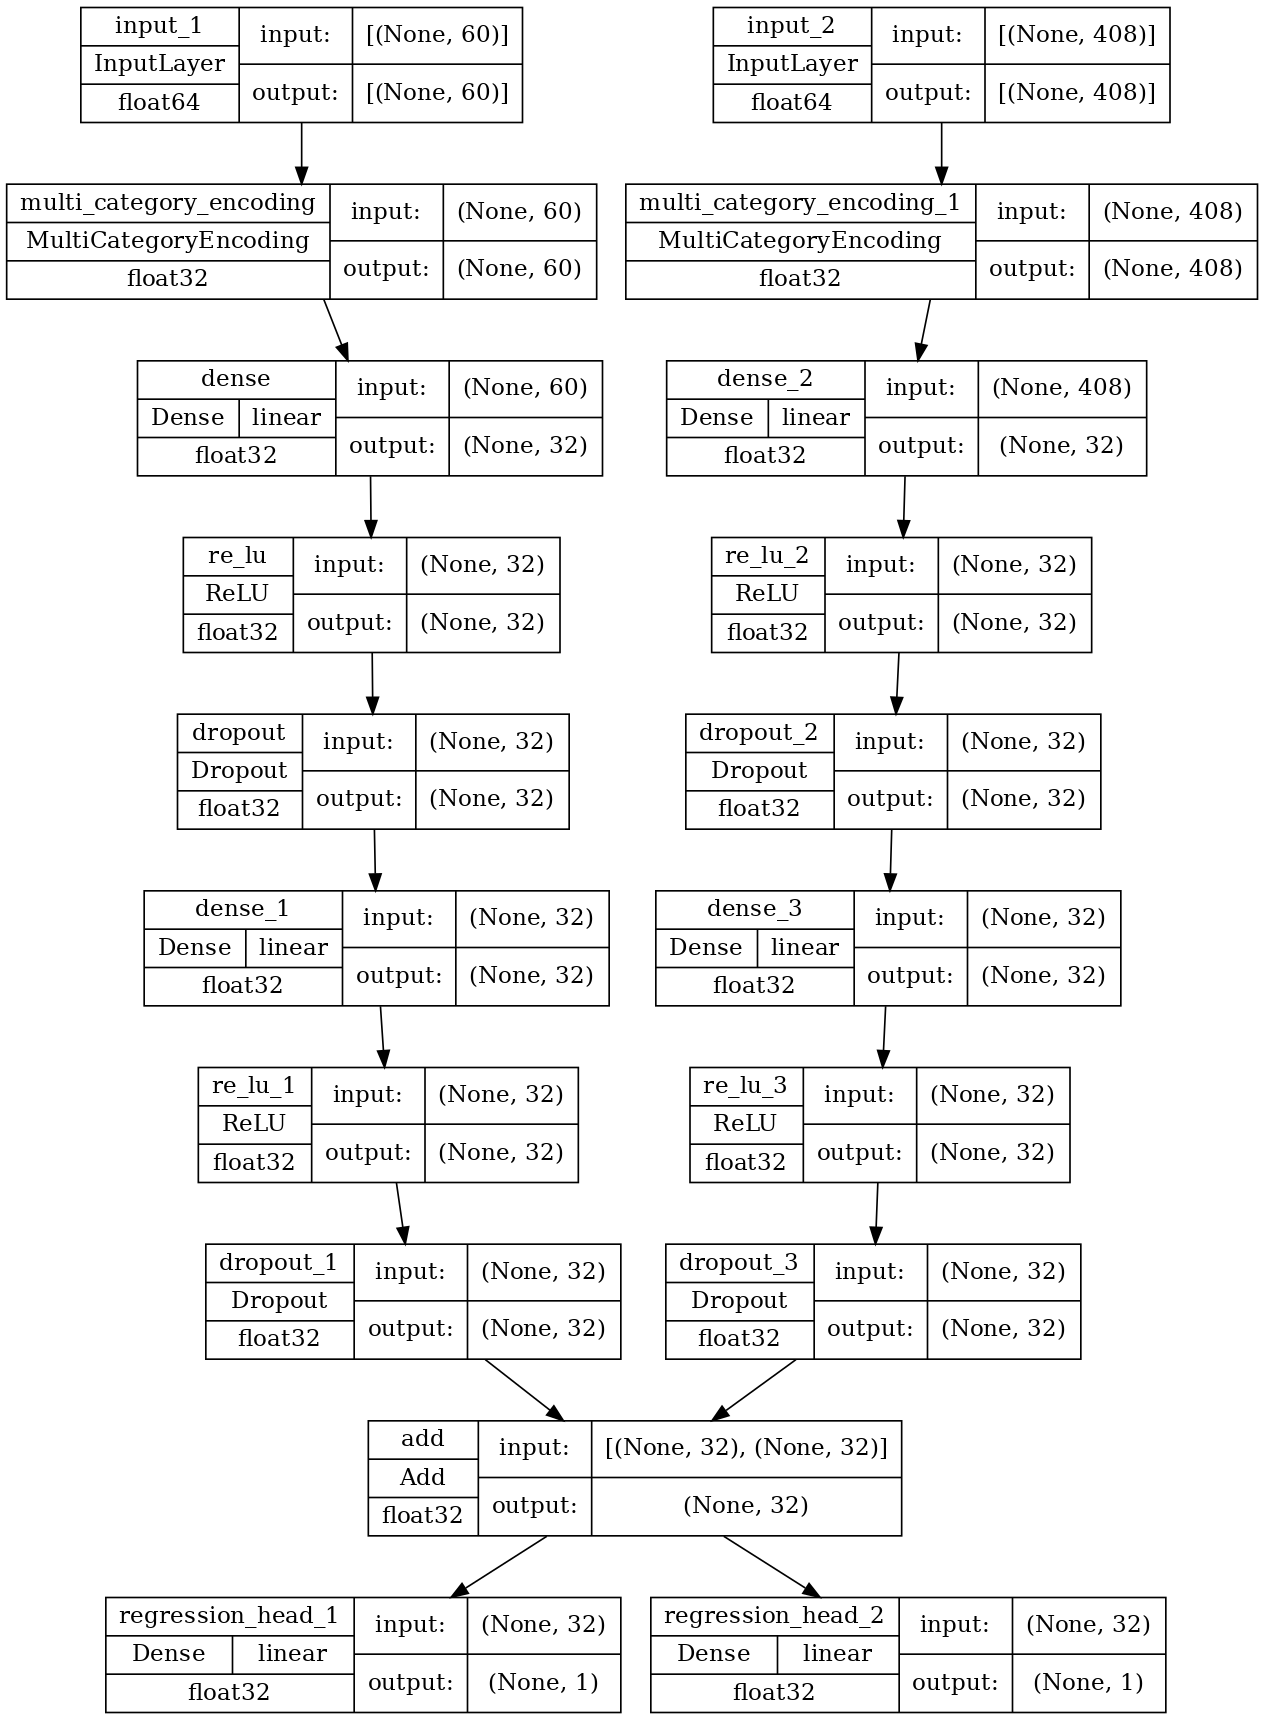 input_1
InputLayer
float64
input:
[(None, 60)]
output:
[(None, 60)]
input_2
InputLayer
float64
input:
[(None, 408)]
output:
[(None, 408)]
multi_category_encoding
MultiCategoryEncoding
float32
input:
(None, 60)
output:
(None, 60)
multi_category_encoding_1
MultiCategoryEncoding
float32
input:
(None, 408)
output:
(None, 408)
dense
Dense linear
float32
input:
(None, 60)
output:
(None, 32)
dense_2
Dense linear
float32
input:
(None, 408)
output:
(None, 32)
re_lu
ReLU
float32
input:
(None, 32)
output:
(None, 32)
re_lu_2
ReLU
float32
input:
(None, 32)
output:
(None, 32)
dropout
Dropout
float32
input:
(None, 32)
output:
(None, 32)
dropout_2
Dropout
float32
input:
(None, 32)
output:
(None, 32)
dense_1
Dense linear
float32
input:
(None, 32)
output:
(None, 32)
dense_3
Dense linear
float32
input:
(None, 32)
output:
(None, 32)
re_lu_1
ReLU
float32
input:
(None, 32)
output:
(None, 32)
re_lu_3
ReLU
float32
input:
(None, 32)
output:
(None, 32)
dropout_1
Dropout
float32
input:
(None, 32)
output:
(None, 32)
dropout_3
Dropout
float32
input:
(None, 32)
output:
(None, 32)
add
Add
float32
input:
[(None, 32), (None, 32)]
output:
(None, 32)
regression_head_1
Dense linear
float32
input:
(None, 32)
output:
(None, 1)
regression_head_2
Dense linear
float32
input:
(None, 32)
output:
(None, 1)